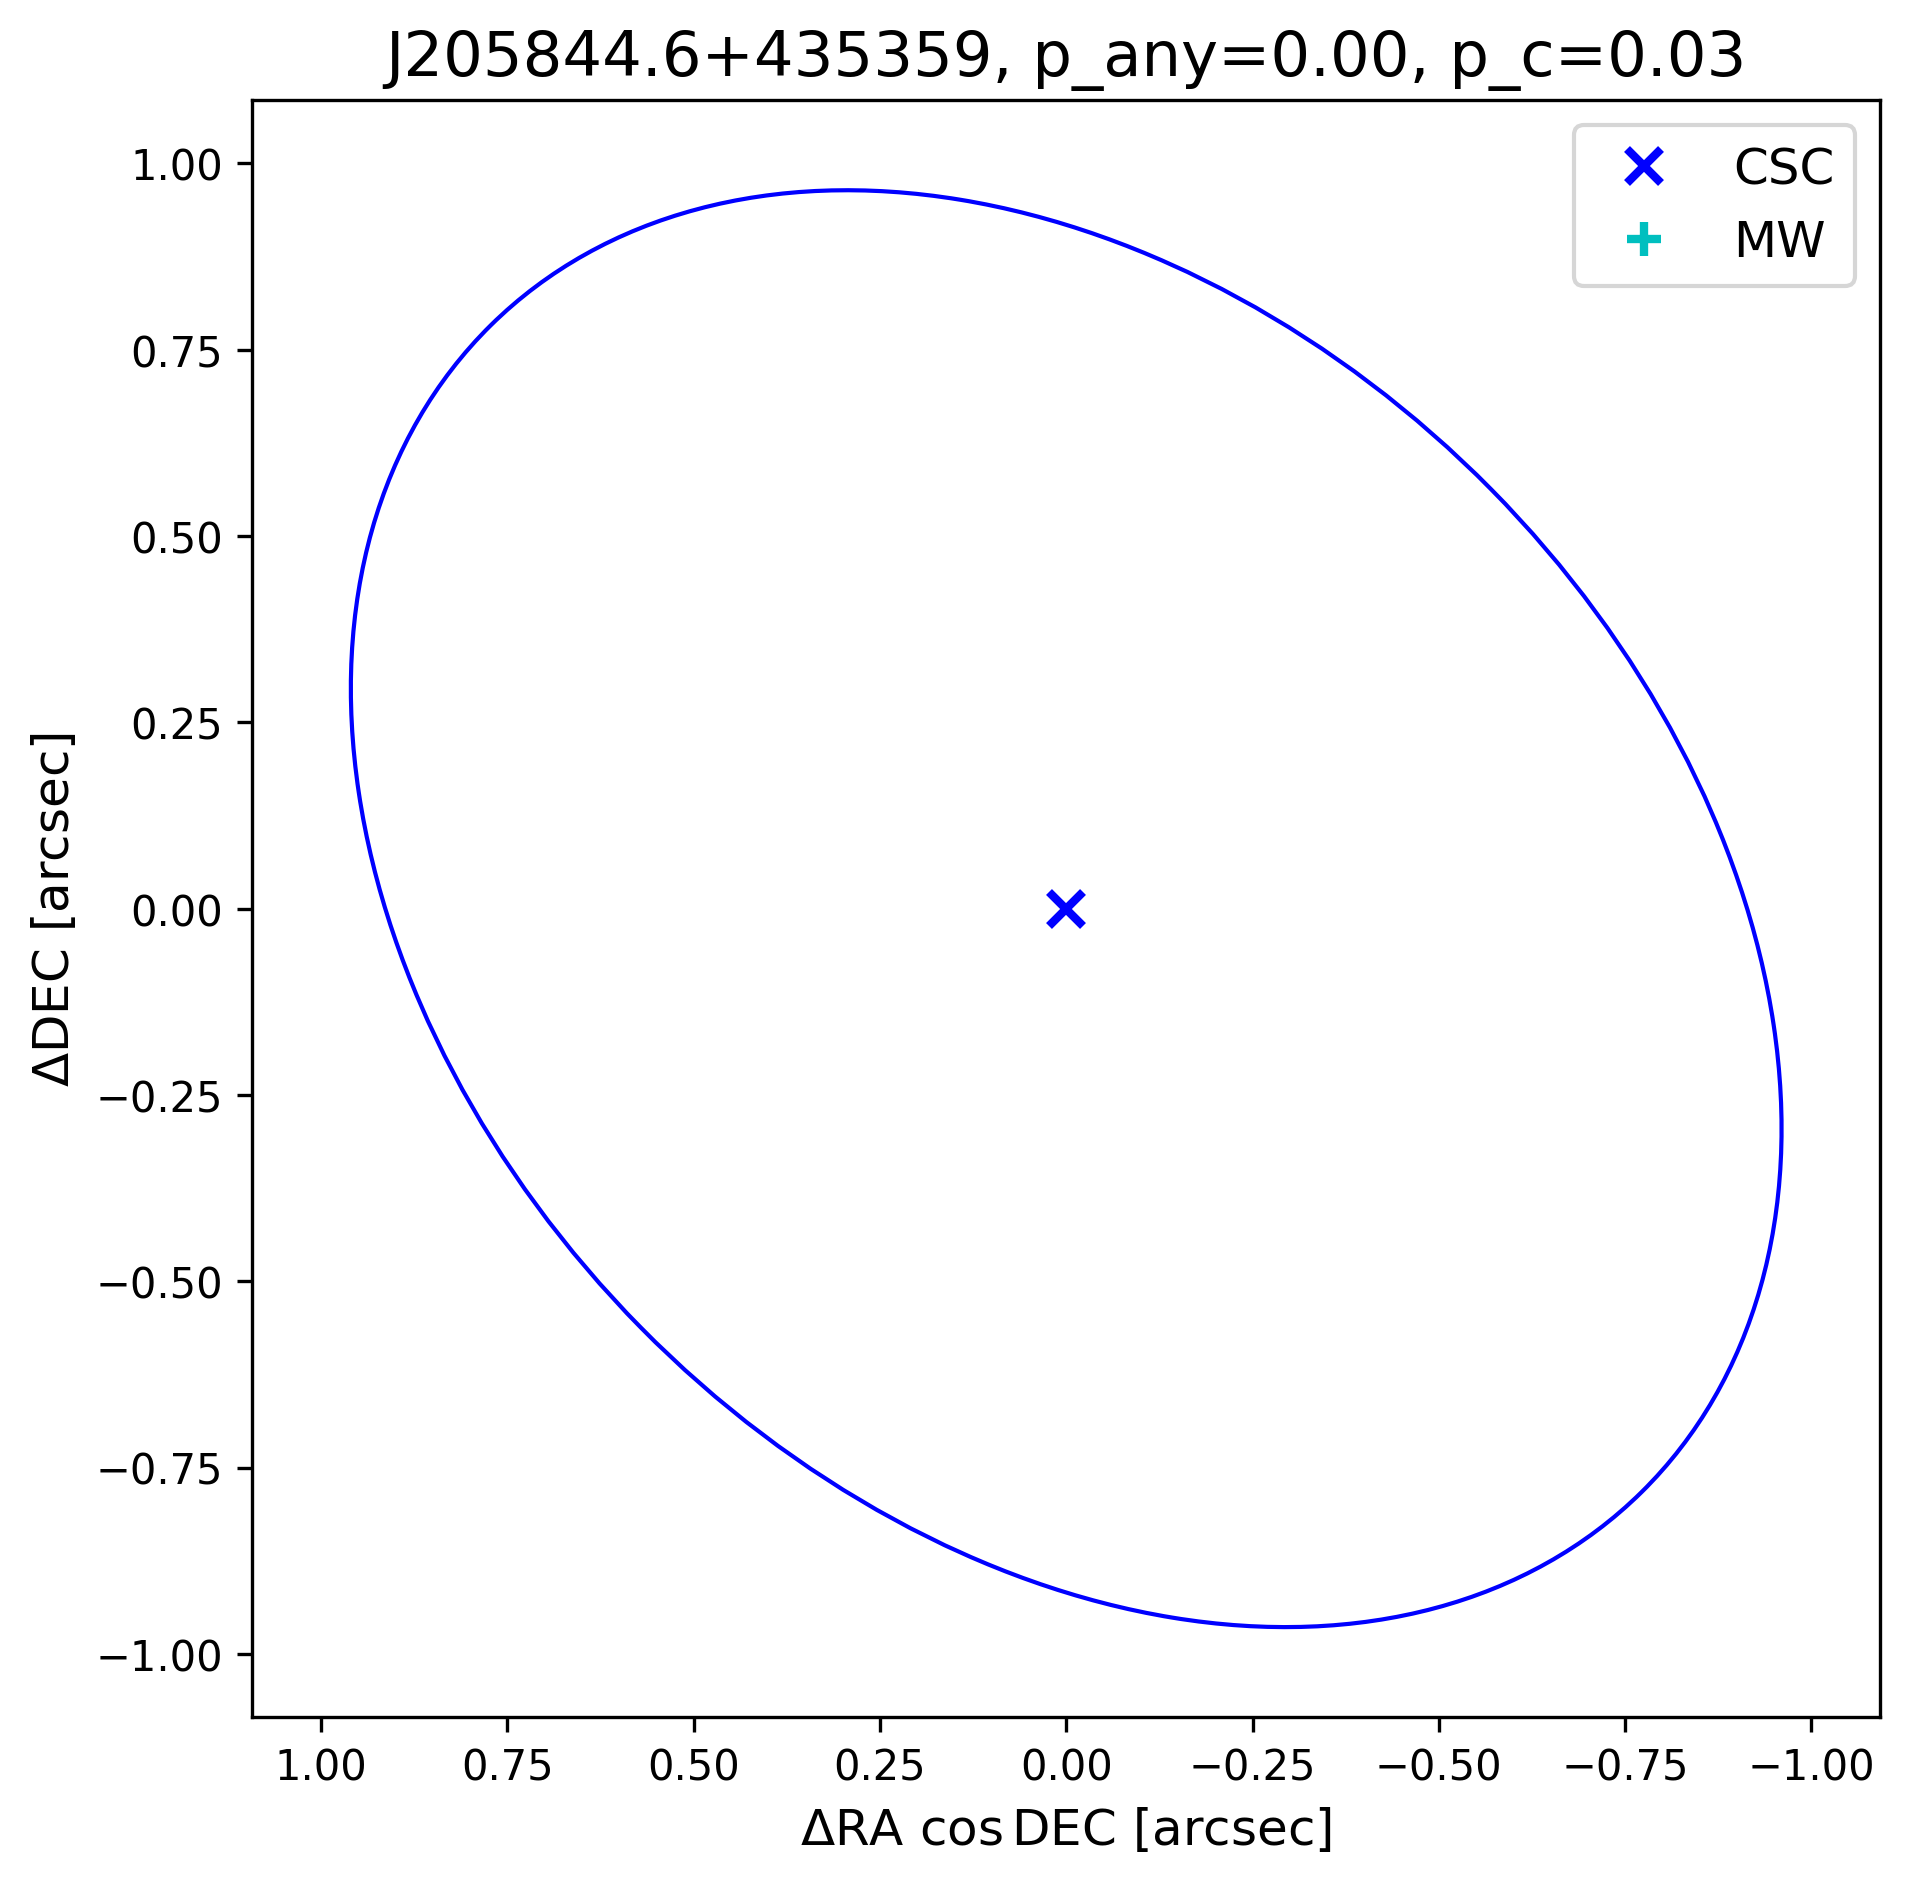 J205844.6+435359, p_any=0.00, p_c=0.03
CSC
MW
1.00
0.75
0.50
0.25
0.00
−0.25
−0.50
−0.75
−1.00
ΔDEC [arcsec]
1.00 0.75 0.50 0.25 0.00 −0.25 −0.50 −0.75 −1.00
ΔRA cos DEC [arcsec]